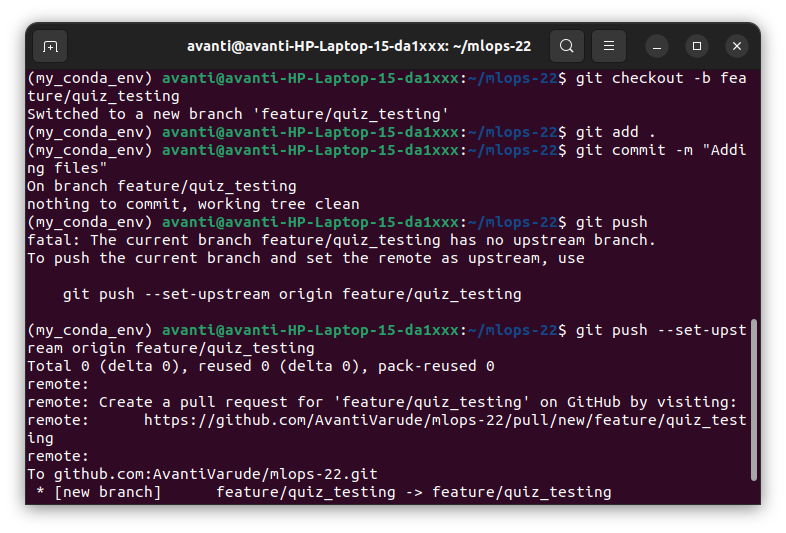 avanti@avanti-HP-Laptop-15-da1xxx: ~/mlops-22
(my_conda_env) avanti@avanti-HP-Laptop-15-da1xxx:~/mlops-22$ git checkout -b fea
ture/quiz_testing
Switched to a new branch 'feature/quiz_testing'
(my_conda_env) avanti@avanti-HP-Laptop-15-da1xxx:~/mlops-22$ git add .
(my_conda_env) avanti@avanti-HP-Laptop-15-da1xxx:~/mlops-22$ git commit -m "Addi
ng files"
On branch feature/quiz_testing
nothing to commit, working tree clean
(my_conda_env) avanti@avanti-HP-Laptop-15-da1xxx:~/mlops-22$ git push
fatal: The current branch feature/quiz_testing has no upstream branch.
To push the current branch and set the remote as upstream, use

    git push --set-upstream origin feature/quiz_testing

(my_conda_env) avanti@avanti-HP-Laptop-15-da1xxx:~/mlops-22$ git push --set-upst
ream origin feature/quiz_testing
Total 0 (delta 0), reused 0 (delta 0), pack-reused 0
remote:
remote: Create a pull request for 'feature/quiz_testing' on GitHub by visiting:
remote:      https://github.com/AvantiVarude/mlops-22/pull/new/feature/quiz_test
ing
remote:
To github.com:AvantiVarude/mlops-22.git
 * [new branch]      feature/quiz_testing -> feature/quiz_testing